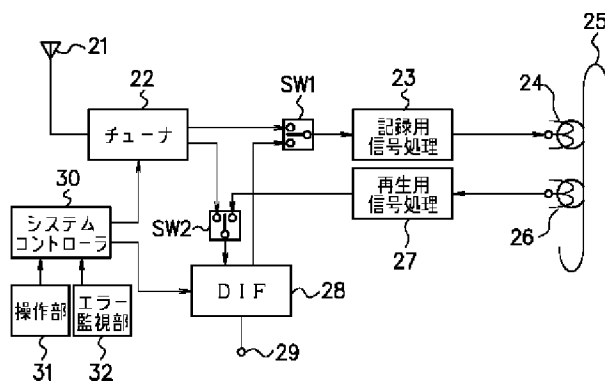 21
22
チューナ
SW1
23
記録用
信号処理
24
25
30
システム
コントローラ
SW2
再生用
信号処理
27
26
DIF
28
操作部
31
エラー
監視部
32
29